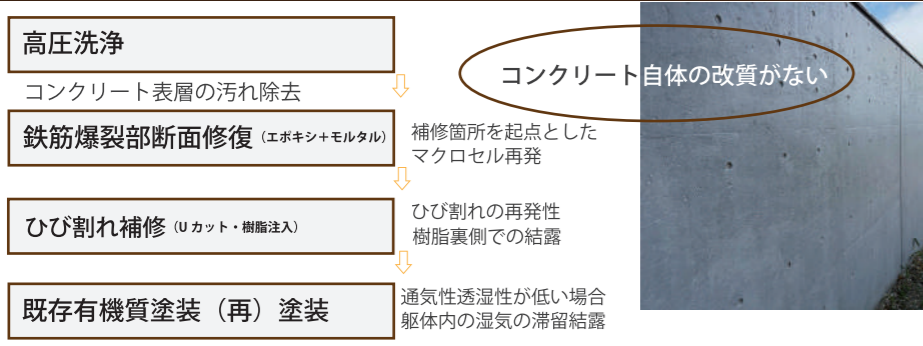 高圧洗浄
コンクリート表層の汚れ除去
コンクリート自体の改質がない
鉄筋爆裂部断面修復（エポキシ＋モルタル）
補修箇所を起点とした
マクロセル再発
ひび割れ補修（Uカット・樹脂注入）
ひび割れの再発性
樹脂裏側での結露
既存有機質塗装（再）塗装
通気性透湿性が低い場合
躯体内の湿気の滞留結露